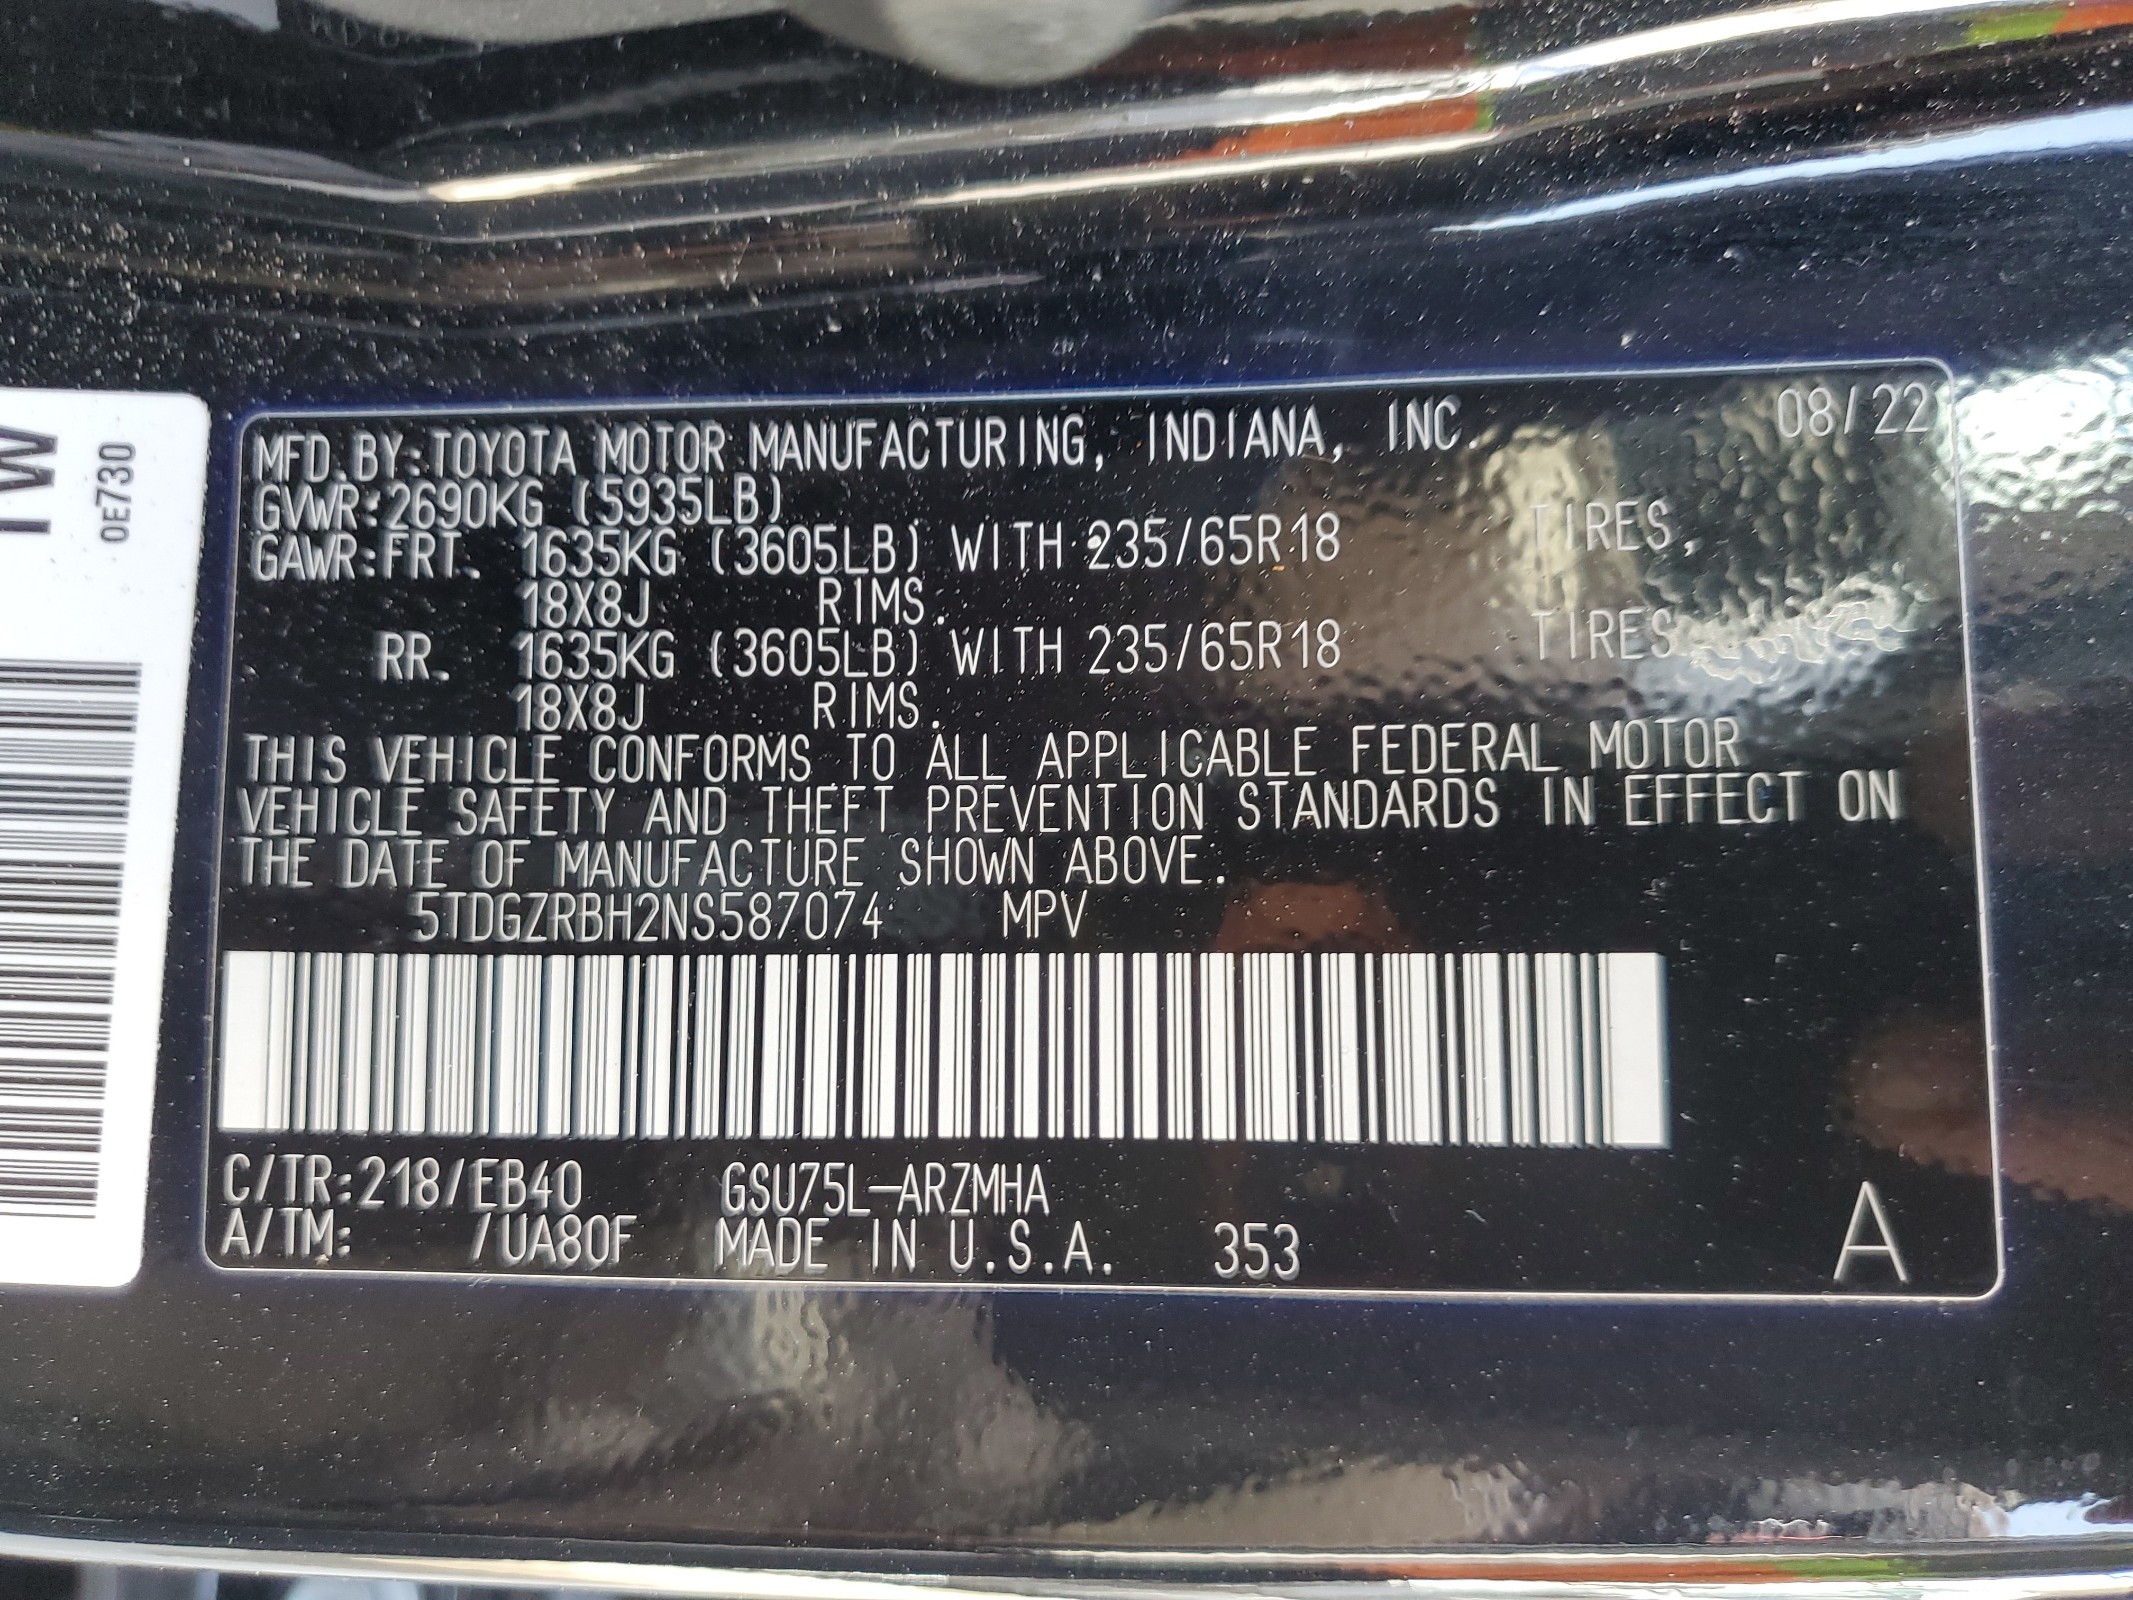 MFD. BY: TOYOTA MOTOR MANUFACTURING, INDIANA, INC. 08/22
GVWR: 2690KG (5935LB)
GAWR: FRT. 1635KG (3605LB) WITH 235/65R18 TIRES,
18X8J RIMS.
RR. 1635KG (3605LB) WITH 235/65R18 TIRES,
18X8J RIMS.
THIS VEHICLE CONFORMS TO ALL APPLICABLE FEDERAL MOTOR
VEHICLE SAFETY AND THEFT PREVENTION STANDARDS IN EFFECT ON
THE DATE OF MANUFACTURE SHOWN ABOVE.
5TDGZRBH2NS587074 MPV
C/TR: 218/EB40 GSU75L-ARZMHA
A/TM: /UA80F MADE IN U.S.A. 353 A
0E730